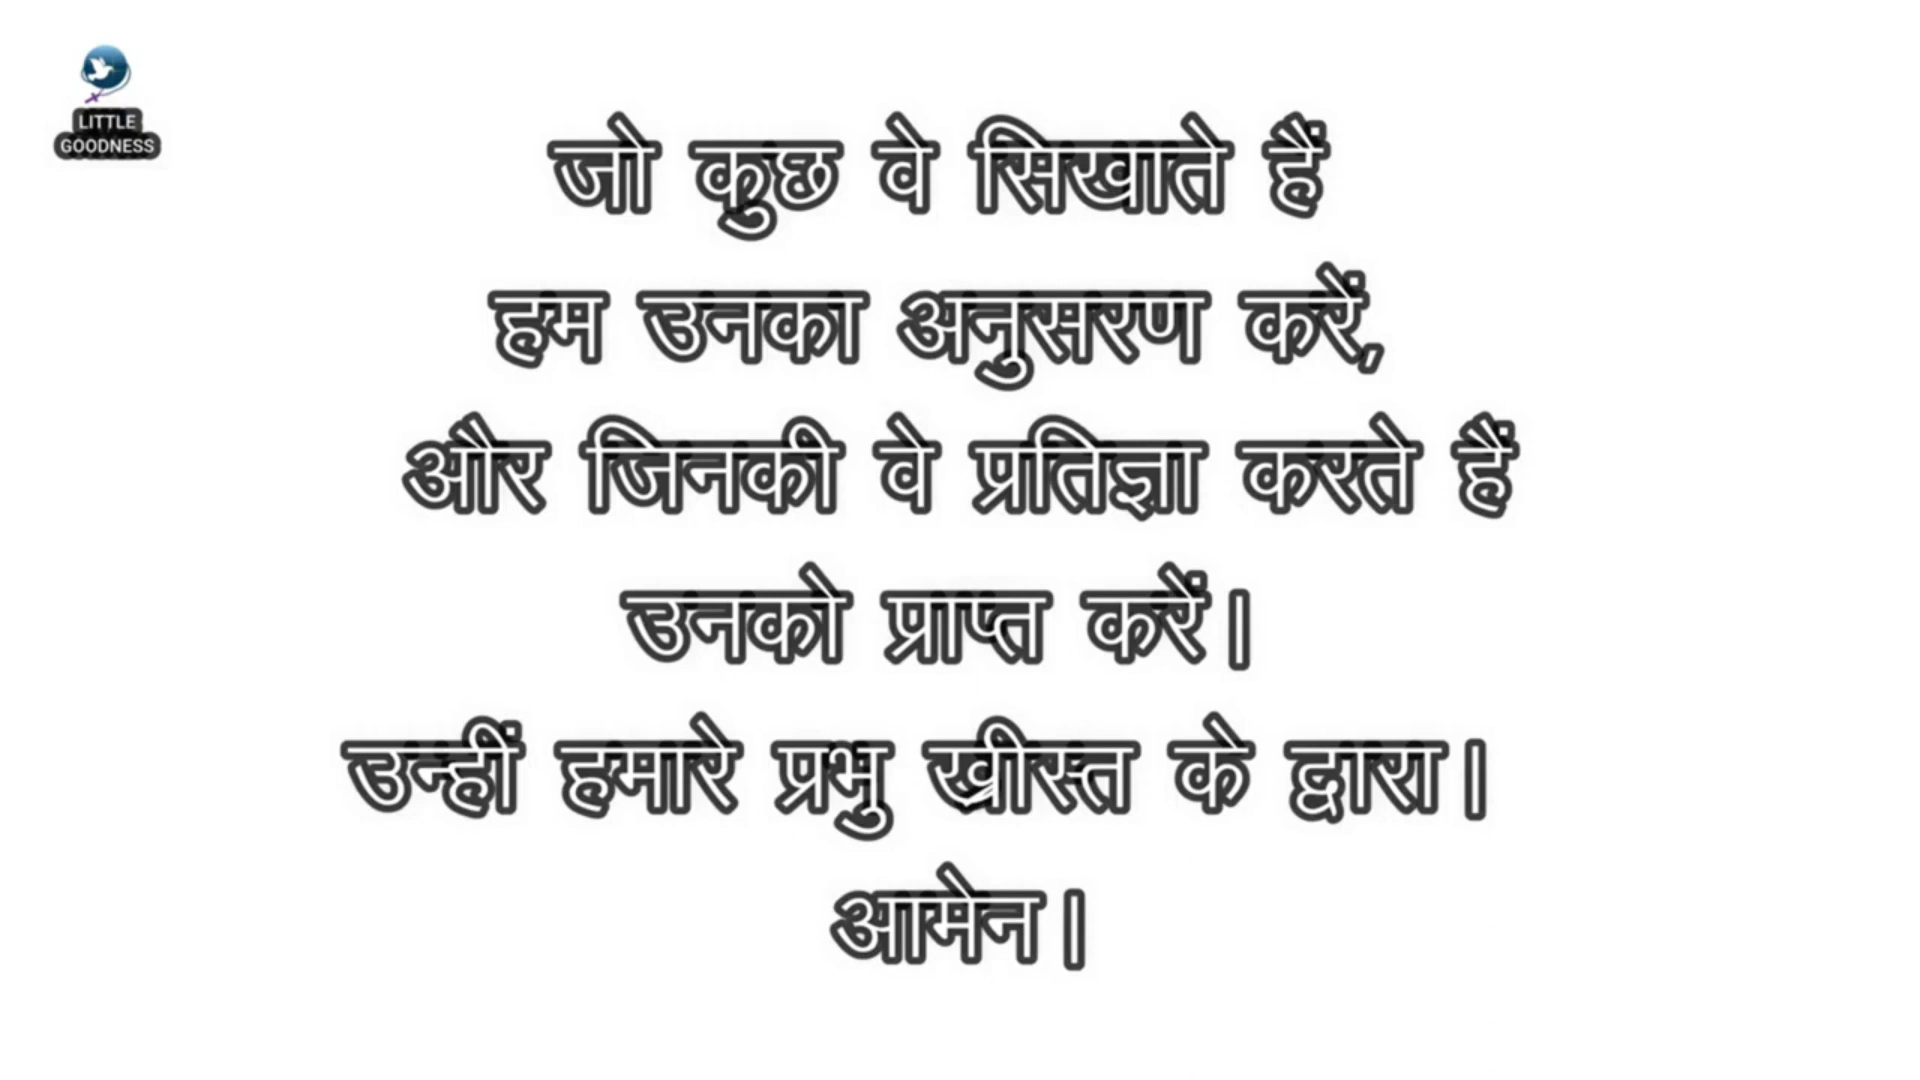 LITTLE
GOODNESS
जो कुछ वे सिखाते हैं
हम उनका अनुसरण करें,
और जिनकी वे प्रतिज्ञा करते हैं
उनको प्राप्त करें।
उन्हीं हमारे प्रभु ख्रीस्त के द्वारा।
आमेन।